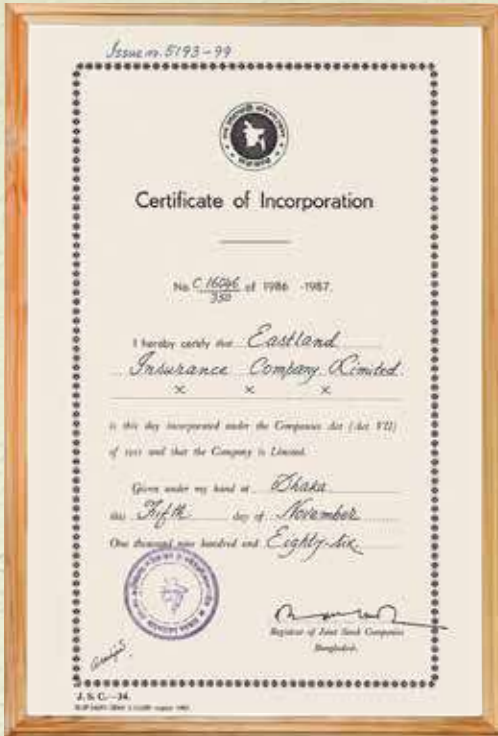 Issue no. 5193-99
Certificate of Incorporation
No. C-16046/350 of 1986 -1987.
I hereby certify that Eastland
Insurance Company Limited
× × ×
is this day incorporated under the Companies Act (Act VII)
of 1913 and that the Company is Limited.
Given under my hand at Dhaka
this Fifth day of November
One thousand nine hundred and Eighty-six.
Registrar of Joint Stock Companies
Bangladesh.
J. S. C.—34.